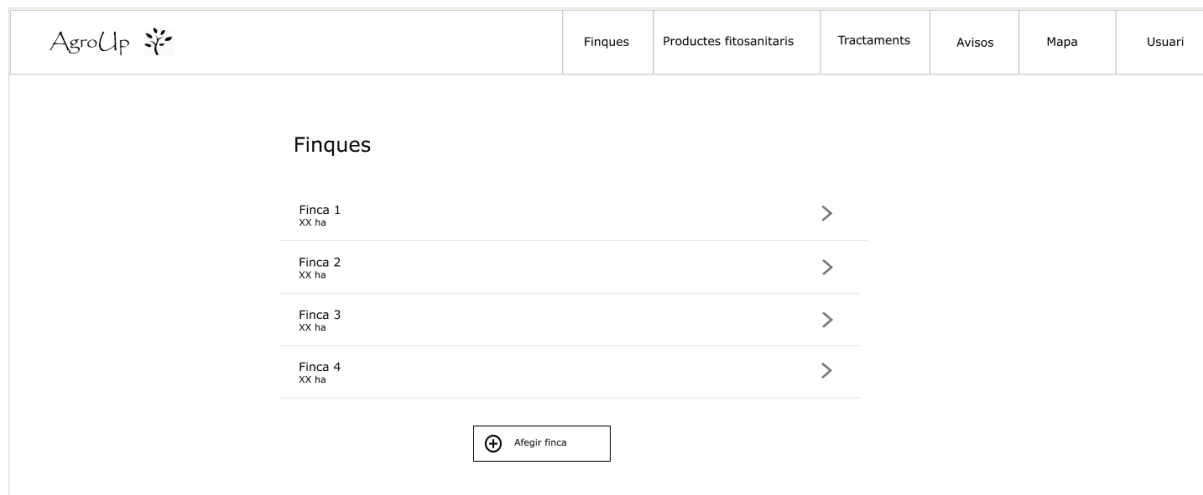 AgroUp
Finques
Productes fitosanitaris
Tractaments
Avisos
Mapa
Usuari
Finques
Finca 1
XX ha
Finca 2
XX ha
Finca 3
XX ha
Finca 4
XX ha
Afegir finca